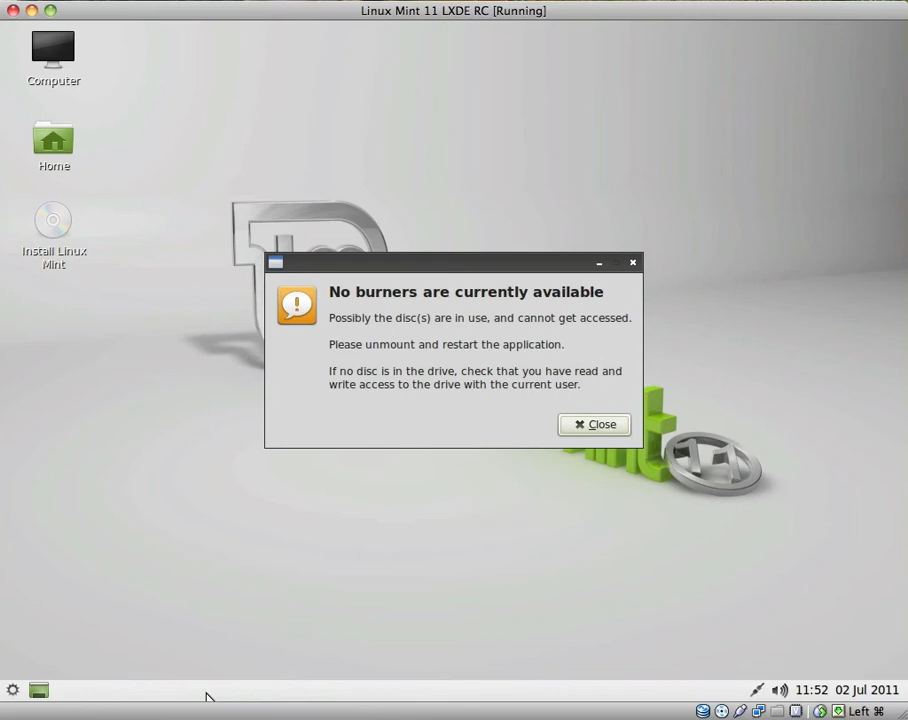 Linux Mint 11 LXDE RC [Running]
Computer
Home
Install Linux
Mint
No burners are currently available
Possibly the disc(s) are in use, and cannot get accessed.
Please unmount and restart the application.
If no disc is in the drive, check that you have read and
write access to the drive with the current user.
Close
11
11:52 02 Jul 2011
Left ⌘